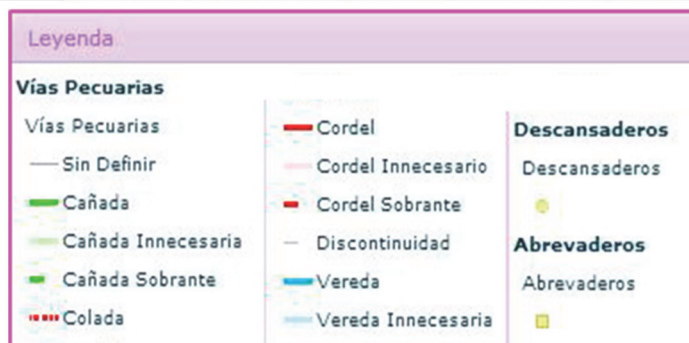 Leyenda
Vías Pecuarias
Vías Pecuarias
Sin Definir
Cañada
Cañada Innecesaria
Cañada Sobrante
Colada
Cordel
Cordel Innecesario
Cordel Sobrante
Discontinuidad
Vereda
Vereda Innecesaria
Descansaderos
Descansaderos
Abrevaderos
Abrevaderos